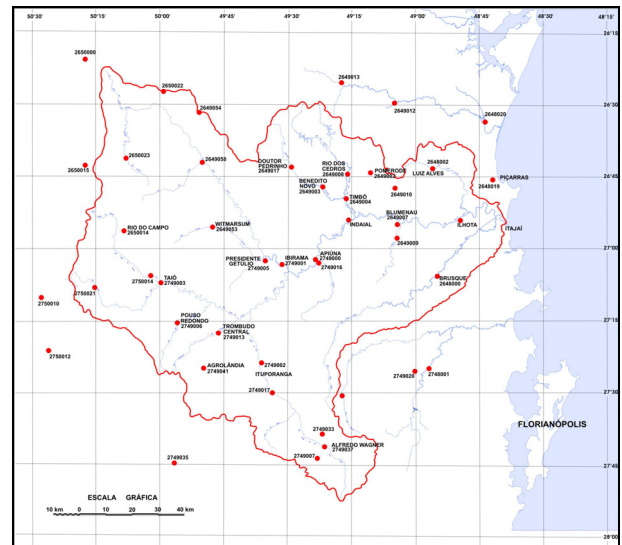 50:30
50:15
50:00
49:45
49:30
49:15
49:00
48:45
48:30
48:15
26:15
26:30
26:45
27:00
27:15
27:30
27:45
28:00
2650000
2650022
2649054
2649013
2649012
2648020
2650023
2650015
2649058
DOUTOR
PEDRINHO
2649017
RIO DOS
CEDROS
2649008
POMERODE
2649002
2648002
LUIZ ALVES
PIÇARRAS
2648019
BENEDITO
NOVO
2649003
2649010
TIMBÓ
2649004
BLUMENAU
2649007
INDAIAL
ILHOTA
ITAJAÍ
2649009
RIO DO CAMPO
2650014
WITMARSUM
2649053
PRESIDENTE
GETULIO
2749005
IBIRAMA
2749001
APIÚNA
2749000
2749016
BRUSQUE
2648000
2750014
TAIÓ
2749003
2750021
2750010
POUSO
REDONDO
2749006
TROMBUDO
CENTRAL
2749013
2750012
AGROLÂNDIA
2749041
2749002
ITUPORANGA
2749017
2749020
2748001
2749033
ALFREDO WAGNER
2749037
2749007
2749035
FLORIANÓPOLIS
ESCALA GRÁFICA
10 km 0 10 20 30 40 km